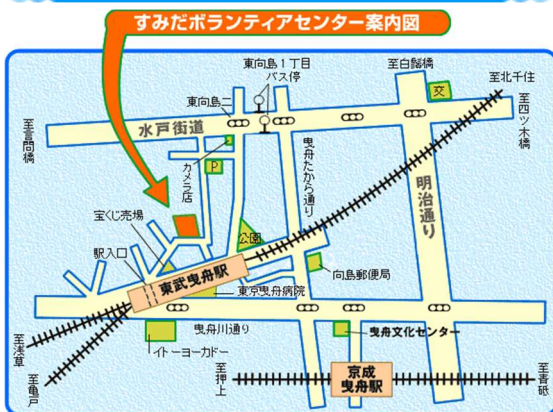 すみだボランティアセンター案内図
東向島1丁目
バス停
至白髭橋
至北千住
東向島二
交
至四ツ木橋
水戸街道
至言問橋
カメラ店
P
曳舟たから通り
明治通り
宝くじ売場
公園
駅入口
東武曳舟駅
向島郵便局
東京曳舟病院
曳舟川通り
曳舟文化センター
イトーヨーカドー
至浅草
至亀戸
至押上
京成
曳舟駅
至青砥